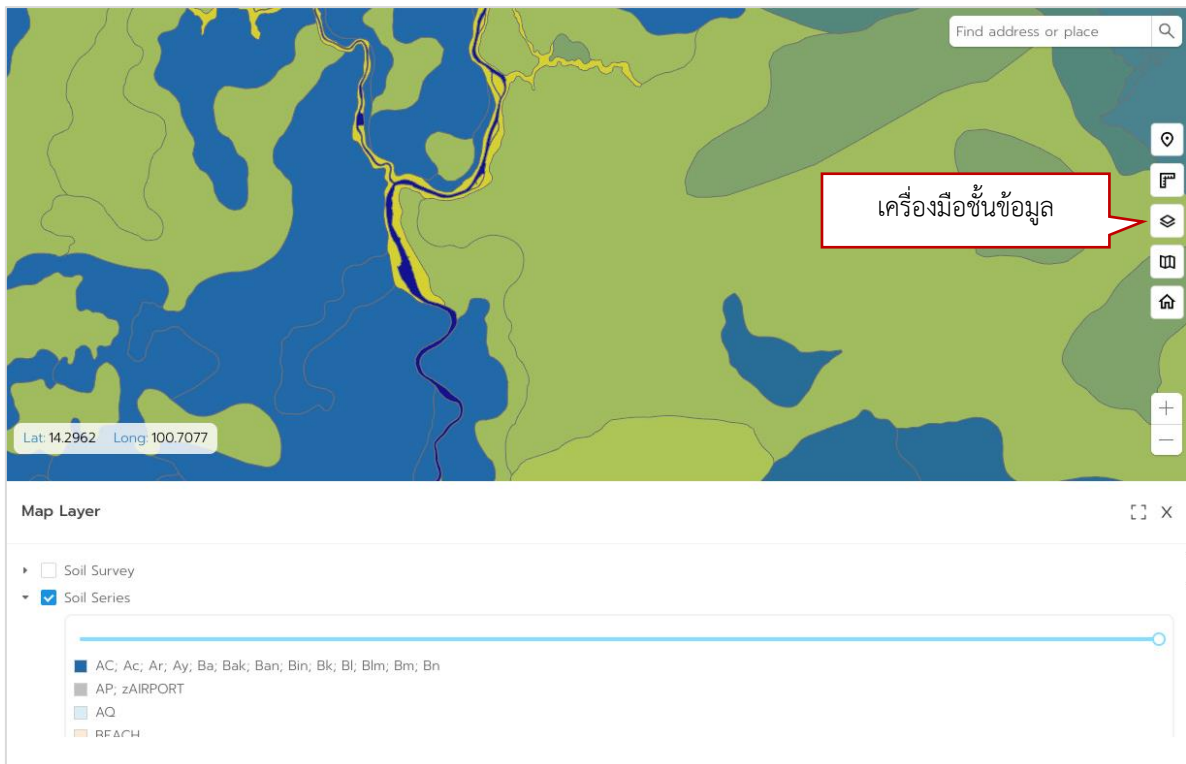 Find address or place
เครื่องมือชั้นข้อมูล
Lat: 14.2962 Long: 100.7077
Map Layer
Soil Survey
Soil Series
AC; Ac; Ar; Ay; Ba; Bak; Ban; Bin; Bk; Bl; Blm; Bm; Bn
AP; zAIRPORT
AQ
BEACH